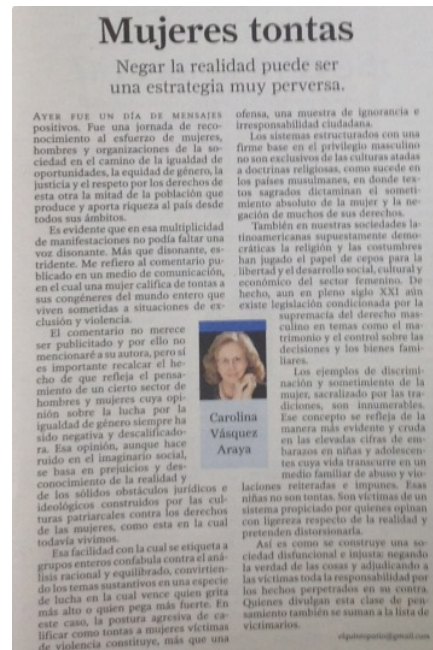 Mujeres tontas
Negar la realidad puede ser
una estrategia muy perversa.
AYER FUE UN DÍA DE MENSAJES
positivos. Fue una jornada de reco-
nocimiento al esfuerzo de mujeres,
hombres y organizaciones de la so-
ciedad en el camino de la igualdad de
oportunidades, la equidad de género, la
justicia y el respeto por los derechos de
esta otra la mitad de la población que
produce y aporta riqueza al país desde
todos sus ámbitos.
Es evidente que en esa multiplicidad
de manifestaciones no podía faltar una
voz disonante. Más que disonante, es-
tridente. Me refiero al comentario pu-
blicado en un medio de comunicación,
en el cual una mujer califica de tontas a
sus congéneres del mundo entero que
viven sometidas a situaciones de ex-
clusión y violencia.
El comentario no merece
ser publicitado y por ello no
mencionaré a su autora, pero sí
es importante recalcar el he-
cho de que refleja el pensa-
miento de un cierto sector de
hombres y mujeres cuya opi-
nión sobre la lucha por la
igualdad de género siempre ha
sido negativa y descalificado-
ra. Esa opinión, aunque hace
ruido en el imaginario social,
se basa en prejuicios y des-
conocimiento de la realidad y
de los sólidos obstáculos jurídicos e
ideológicos construidos por las cul-
turas patriarcales contra los derechos
de las mujeres, como esta en la cual
todavía vivimos.
Esa facilidad con la cual se etiqueta a
grupos enteros confabula contra el aná-
lisis racional y equilibrado, convirtien-
do los temas sustantivos en una especie
de lucha en la cual vence quien grita
más alto o quien pega más fuerte. En
este caso, la postura agresiva de ca-
lificar como tontas a mujeres víctimas
de violencia constituye, más que una
ofensa, una muestra de ignorancia e
irresponsabilidad ciudadana.
Los sistemas estructurados con una
firme base en el privilegio masculino
no son exclusivos de las culturas atadas
a doctrinas religiosas, como sucede en
los países musulmanes, en donde tex-
tos sagrados dictaminan el someti-
miento absoluto de la mujer y la ne-
gación de muchos de sus derechos.
También en nuestras sociedades la-
tinoamericanas supuestamente demo-
cráticas la religión y las costumbres
han jugado el papel de cepos para la
libertad y el desarrollo social, cultural y
económico del sector femenino. De
hecho, aun en pleno siglo XXI aún
existe legislación condicionada por la
supremacía del derecho mas-
culino en temas como el ma-
trimonio y el control sobre las
decisiones y los bienes fami-
liares.
Los ejemplos de discrimi-
nación y sometimiento de la
mujer, sacralizado por las tra-
diciones, son innumerables.
Ese concepto se refleja de la
manera más evidente y cruda
en las elevadas cifras de em-
barazos en niñas y adolescen-
tes cuya vida transcurre en un
medio familiar de abuso y vio-
laciones reiteradas e impunes. Esas
niñas no son tontas. Son víctimas de un
sistema propiciado por quienes opinan
con ligereza respecto de la realidad y
pretenden distorsionarla.
Así es como se construye una so-
ciedad disfuncional e injusta: negando
la verdad de las cosas y adjudicando a
las víctimas toda la responsabilidad por
los hechos perpetrados en su contra.
Quienes divulgan esta clase de pen-
samiento también se suman a la lista de
victimarios.
elquintopatio@gmail.com
Carolina
Vásquez
Araya